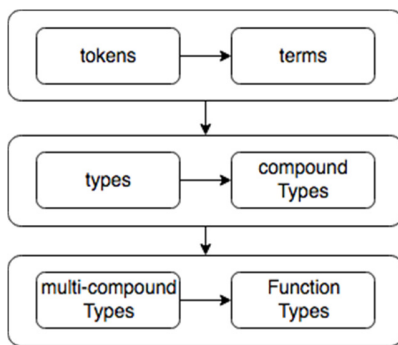 tokens
terms
types
compound
Types
multi-compound
Types
Function
Types